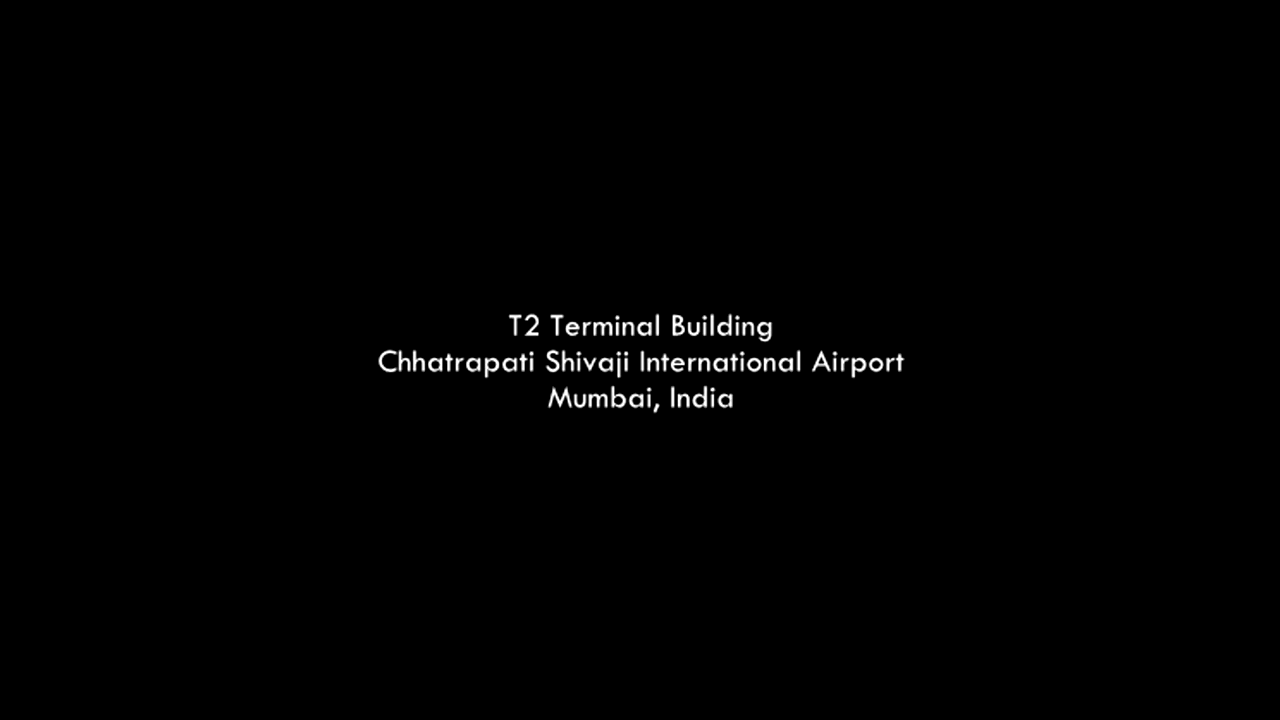 T2 Terminal Building
Chhatrapati Shivaji International Airport
Mumbai, India